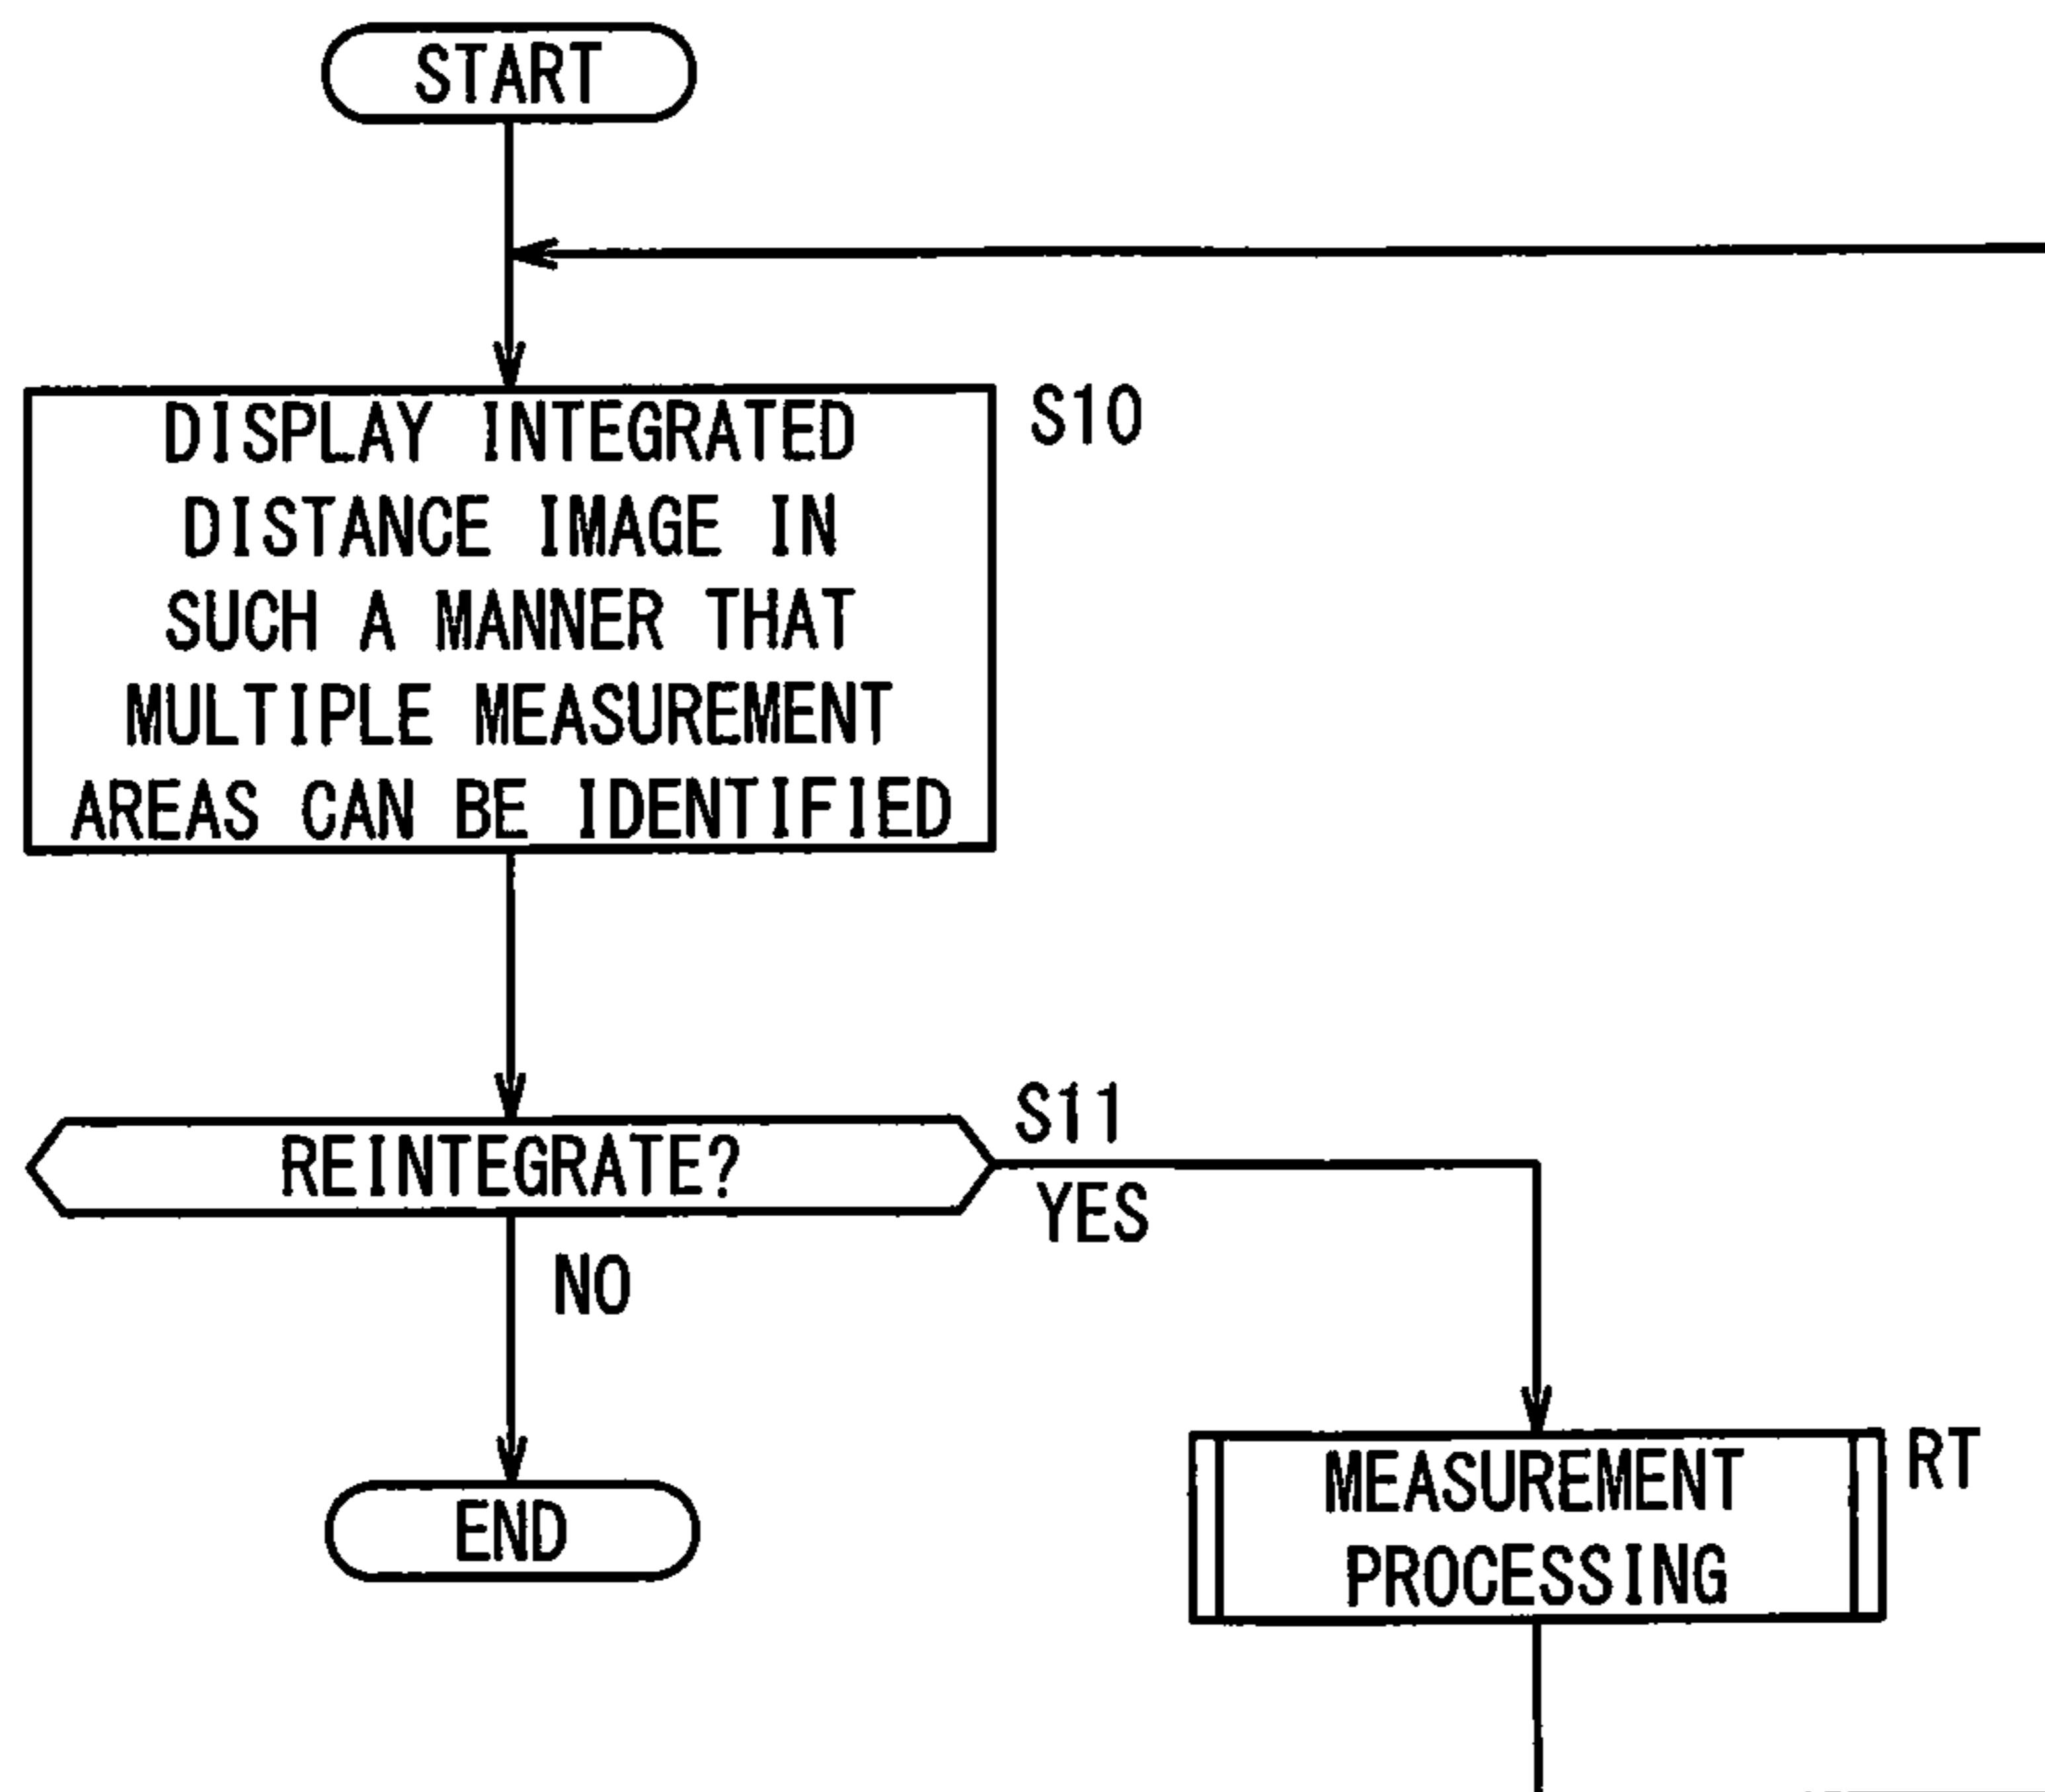 START
DISPLAY INTEGRATED
DISTANCE IMAGE IN
SUCH A MANNER THAT
MULTIPLE MEASUREMENT
AREAS CAN BE IDENTIFIED
S10
REINTEGRATE?
S11
YES
NO
END
MEASUREMENT
PROCESSING
RT